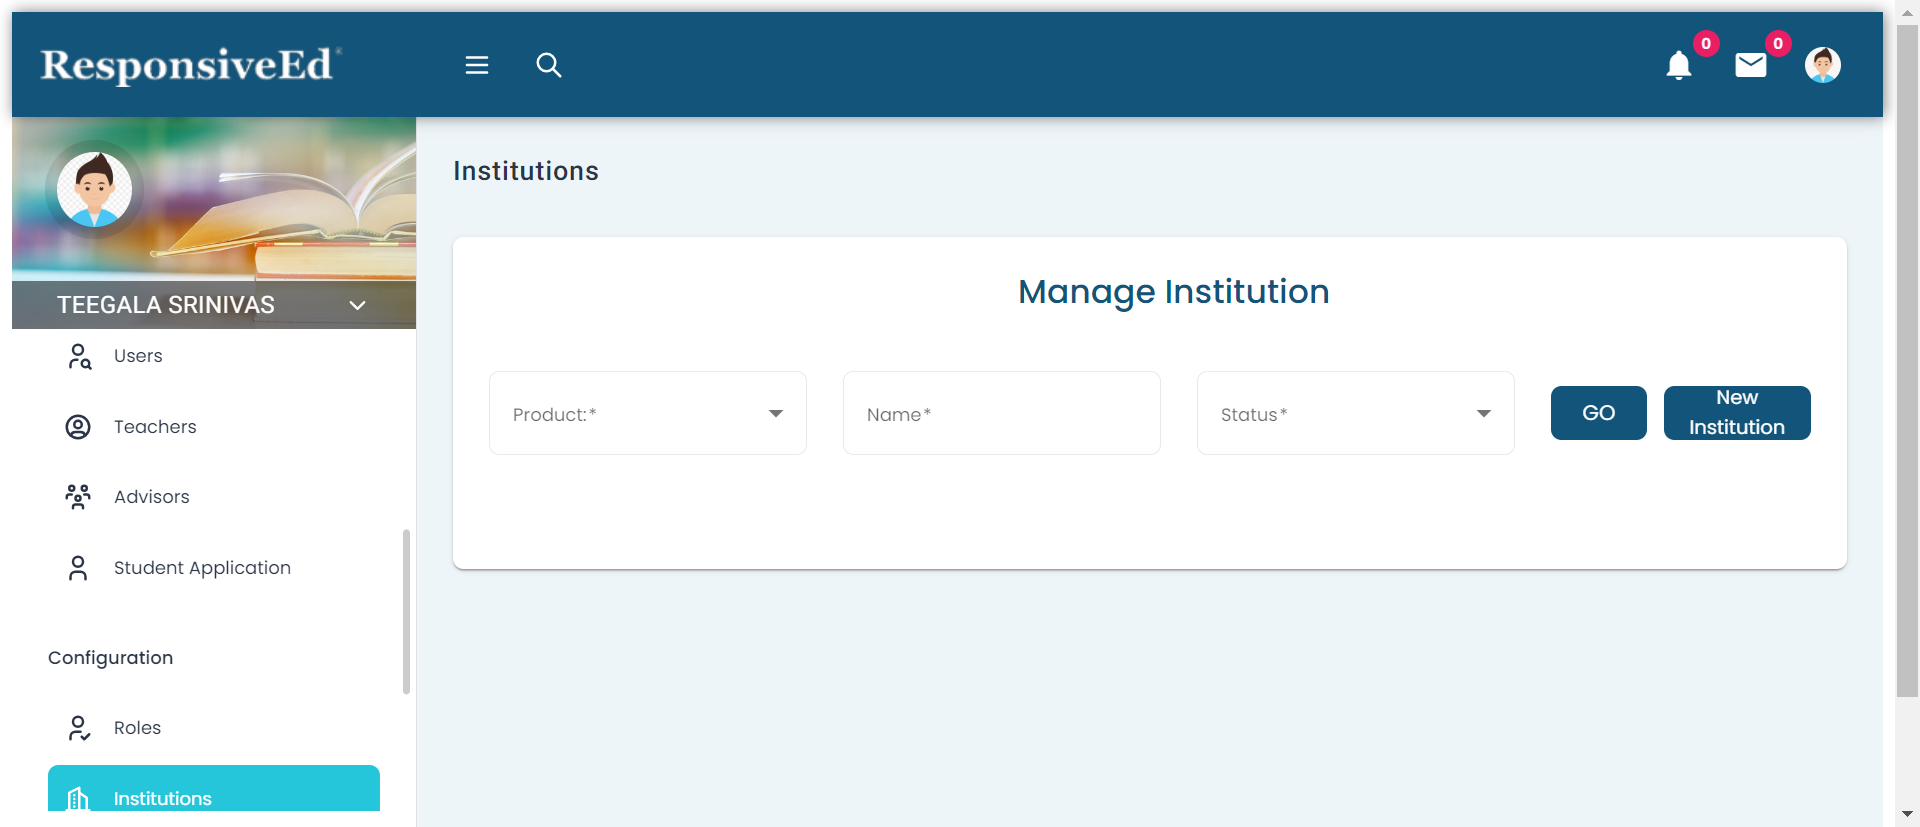 ResponsiveEd
0
0
TEEGALA SRINIVAS
Users
Teachers
Advisors
Student Application
Configuration
Roles
Institutions
Institutions
Manage Institution
Product:*
Name*
Status*
GO
New
Institution